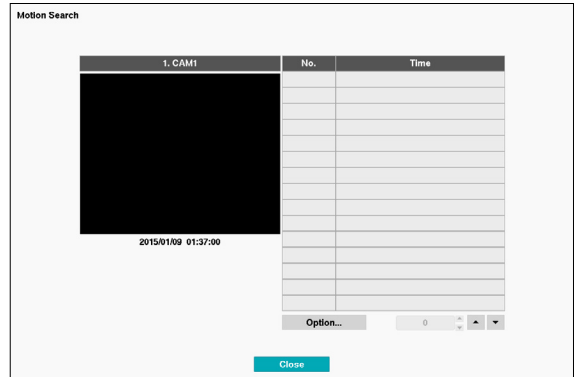 Motion Search
1. CAM1
No. Time
2015/01/09 01:37:00
Option... 0
Close